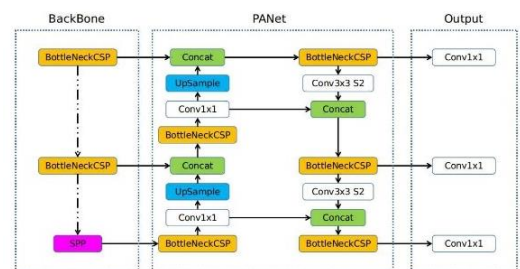 BackBone PANet Output
BottleNeckCSP Concat BottleNeckCSP Conv1x1
UpSample Conv3x3 S2
Conv1x1 Concat
BottleNeckCSP
BottleNeckCSP Concat BottleNeckCSP Conv1x1
UpSample Conv3x3 S2
Conv1x1 Concat
SPP BottleNeckCSP BottleNeckCSP Conv1x1